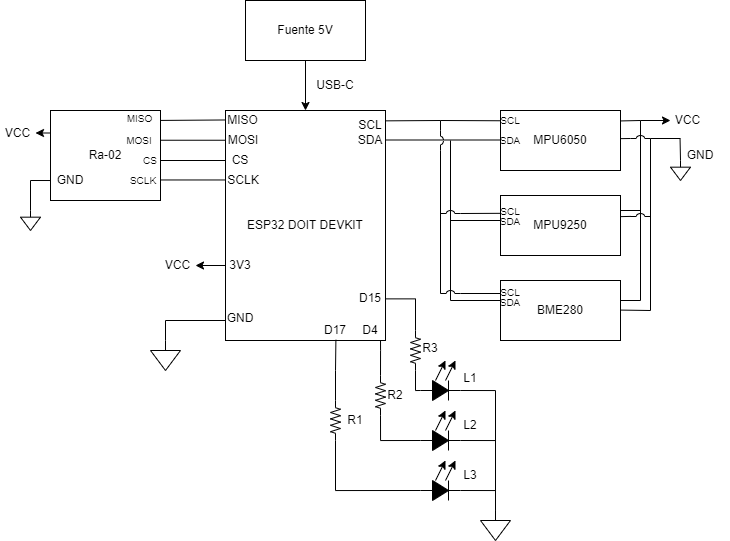 Fuente 5V
USB-C
VCC
MISO
MOSI
Ra-02
CS
GND
SCLK
MISO
MOSI
CS
SCLK
SCL
SDA
ESP32 DOIT DEVKIT
VCC
3V3
GND
D15
D17
D4
SCL
SDA
MPU6050
VCC
GND
SCL
SDA
MPU9250
SCL
SDA
BME280
R3
L1
R2
L2
R1
L3